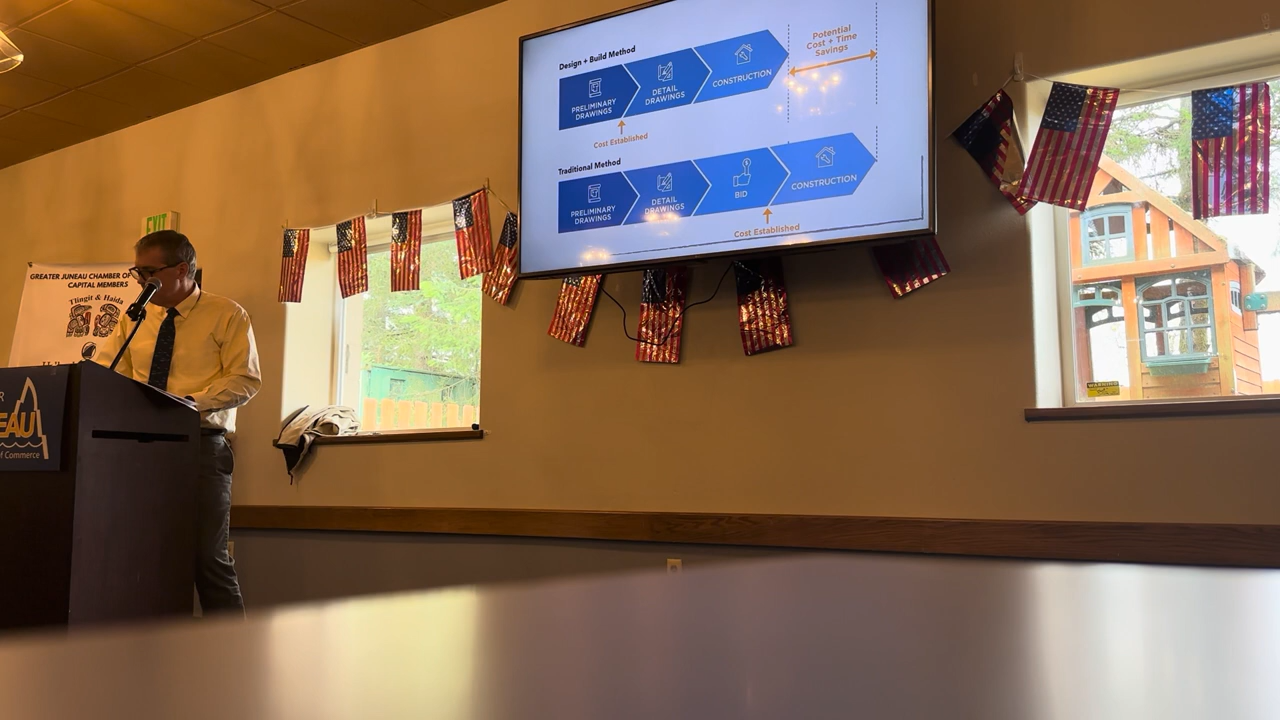 Design + Build Method
PRELIMINARY
DRAWINGS
DETAIL
DRAWINGS
CONSTRUCTION
Potential
Cost + Time
Savings
Cost Established
Traditional Method
PRELIMINARY
DRAWINGS
DETAIL
DRAWINGS
BID
CONSTRUCTION
Cost Established
EXIT
GREATER JUNEAU CHAMBER OF
CAPITAL MEMBERS
Tlingit & Haida
EAU
of Commerce
WARNING